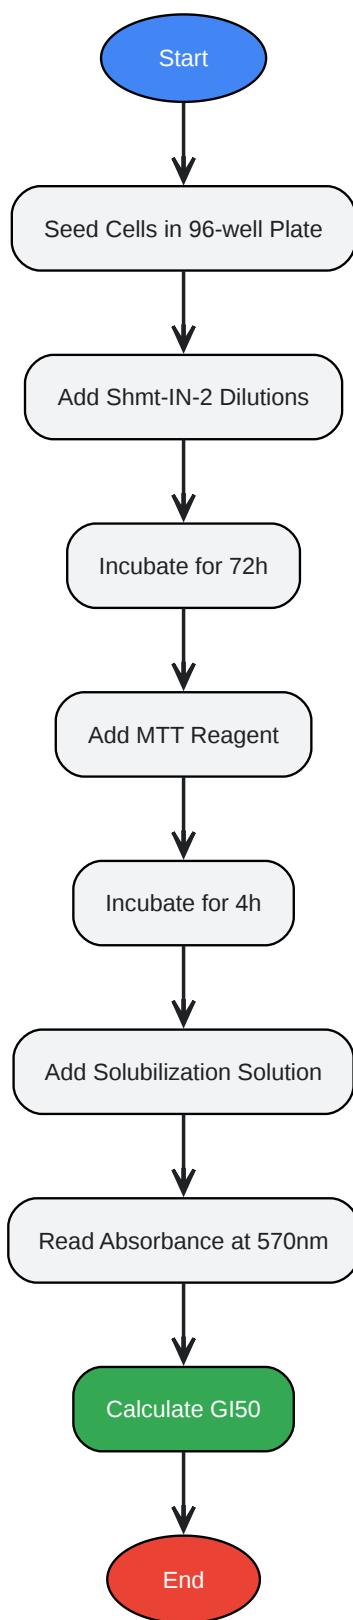 Start
Seed Cells in 96-well Plate
Add Shmt-IN-2 Dilutions
Incubate for 72h
Add MTT Reagent
Incubate for 4h
Add Solubilization Solution
Read Absorbance at 570nm
Calculate GI50
End